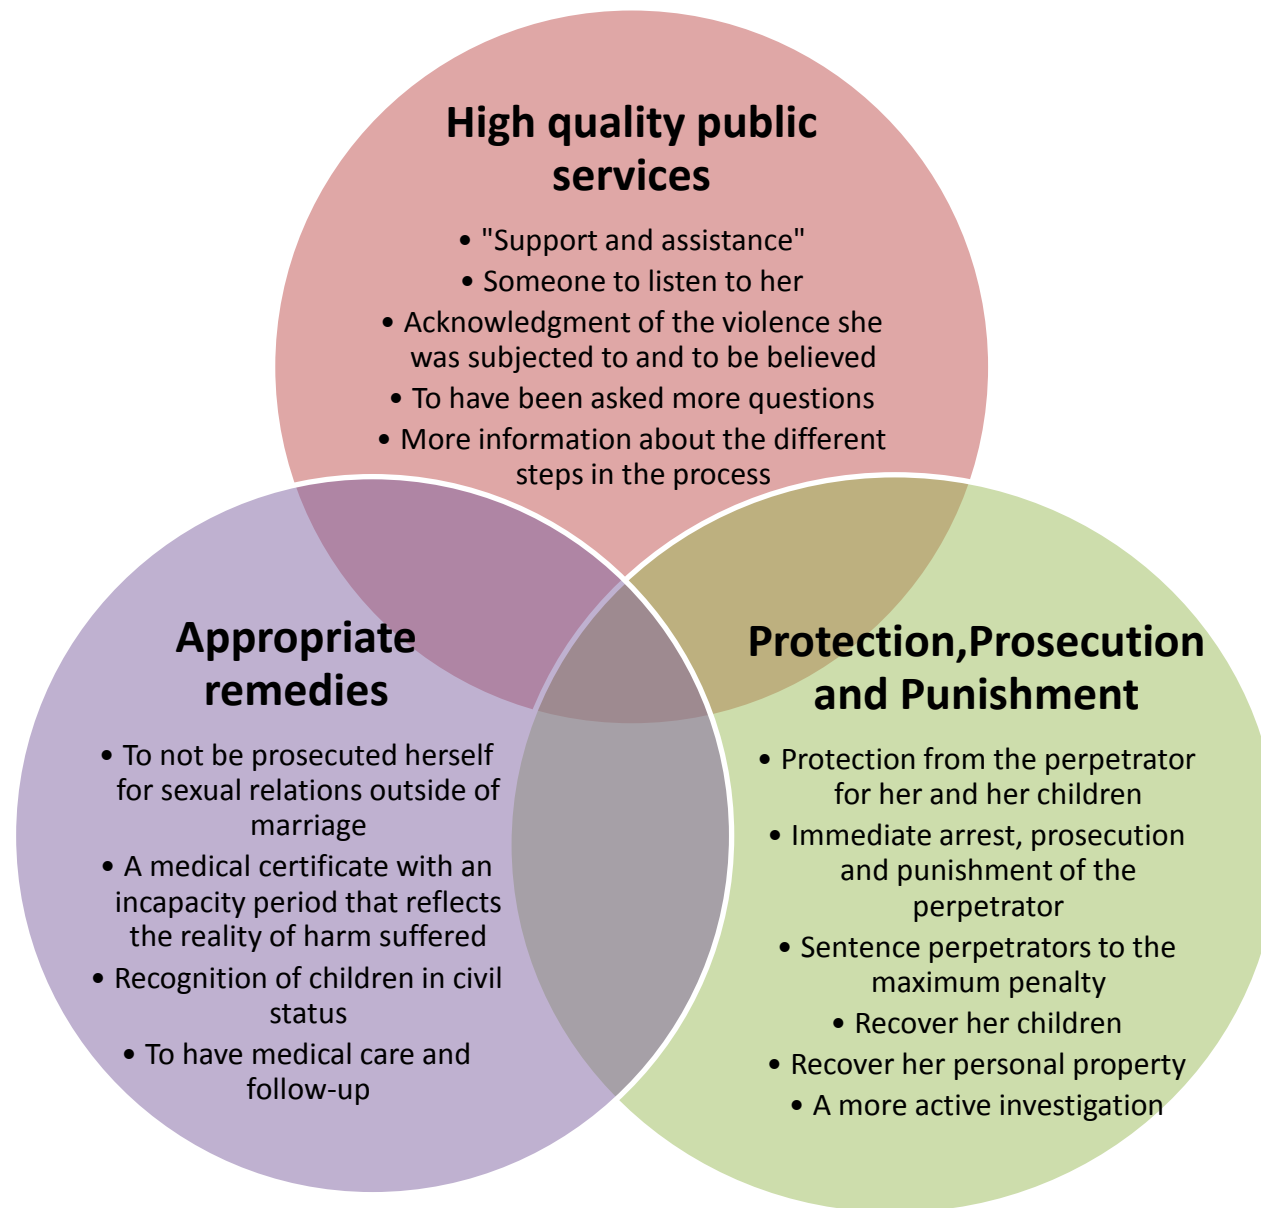 High quality public
services
• "Support and assistance"
• Someone to listen to her
• Acknowledgment of the violence she
was subjected to and to be believed
• To have been asked more questions
• More information about the different
steps in the process
Appropriate
remedies
• To not be prosecuted herself
for sexual relations outside of
marriage
• A medical certificate with an
incapacity period that reflects
the reality of harm suffered
• Recognition of children in civil
status
• To have medical care and
follow-up
Protection,Prosecution
and Punishment
• Protection from the perpetrator
for her and her children
• Immediate arrest, prosecution
and punishment of the
perpetrator
• Sentence perpetrators to the
maximum penalty
• Recover her children
• Recover her personal property
• A more active investigation